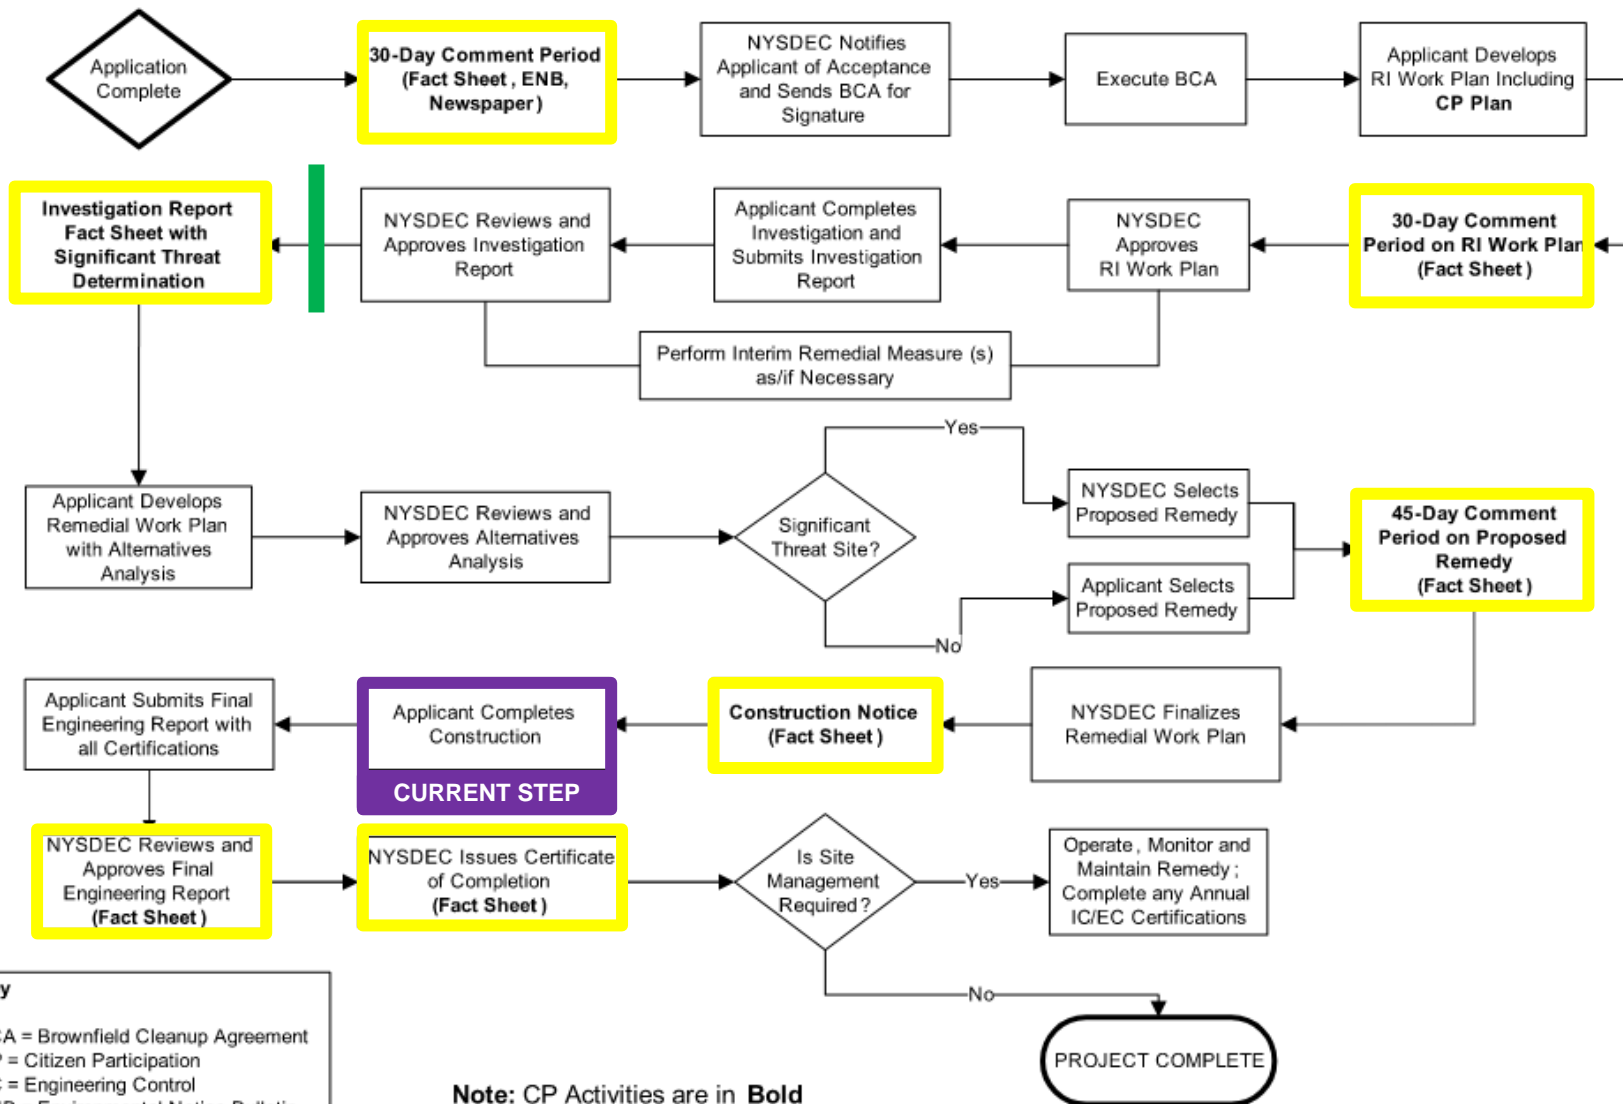 Application
Complete
30-Day Comment Period
(Fact Sheet, ENB,
Newspaper)
NYSDEC Notifies
Applicant of Acceptance
and Sends BCA for
Signature
Execute BCA
Applicant Develops
RI Work Plan Including
CP Plan
Investigation Report
Fact Sheet with
Significant Threat
Determination
NYSDEC Reviews and
Approves Investigation
Report
Applicant Completes
Investigation and
Submits Investigation
Report
NYSDEC
Approves
RI Work Plan
30-Day Comment
Period on RI Work Plan
(Fact Sheet)
Perform Interim Remedial Measure (s)
as/if Necessary
Applicant Develops
Remedial Work Plan
with Alternatives
Analysis
NYSDEC Reviews and
Approves Alternatives
Analysis
Significant
Threat Site?
Yes
No
NYSDEC Selects
Proposed Remedy
Applicant Selects
Proposed Remedy
45-Day Comment
Period on Proposed
Remedy
(Fact Sheet)
Applicant Submits Final
Engineering Report with
all Certifications
Applicant Completes
Construction
CURRENT STEP
Construction Notice
(Fact Sheet)
NYSDEC Finalizes
Remedial Work Plan
NYSDEC Reviews and
Approves Final
Engineering Report
(Fact Sheet)
NYSDEC Issues Certificate
of Completion
(Fact Sheet)
Is Site
Management
Required?
Yes
Operate, Monitor and
Maintain Remedy;
Complete any Annual
IC/EC Certifications
No
PROJECT COMPLETE
y
CA = Brownfield Cleanup Agreement
P = Citizen Participation
C = Engineering Control
Note: CP Activities are in Bold